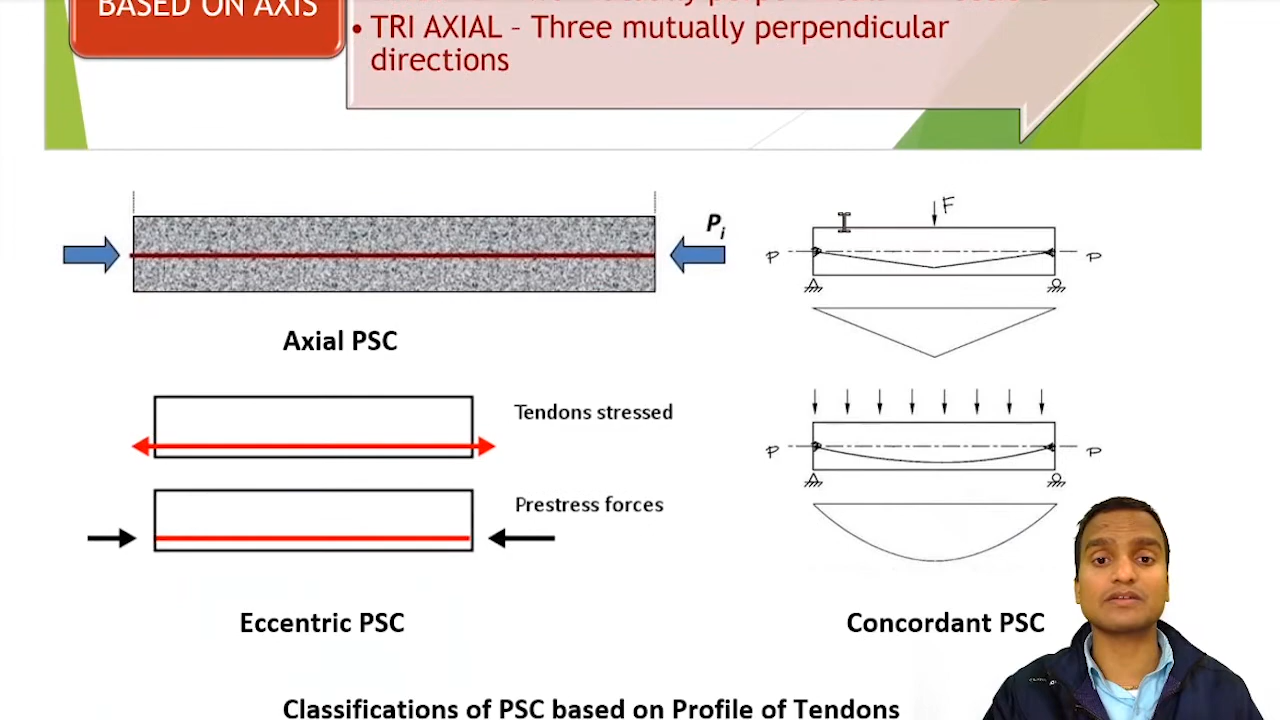 BASED ON AXIS
• TRI AXIAL – Three mutually perpendicular
directions
Pi
F
P
P
Axial PSC
Tendons stressed
P
P
Prestress forces
Eccentric PSC
Concordant PSC
Classifications of PSC based on Profile of Tendons